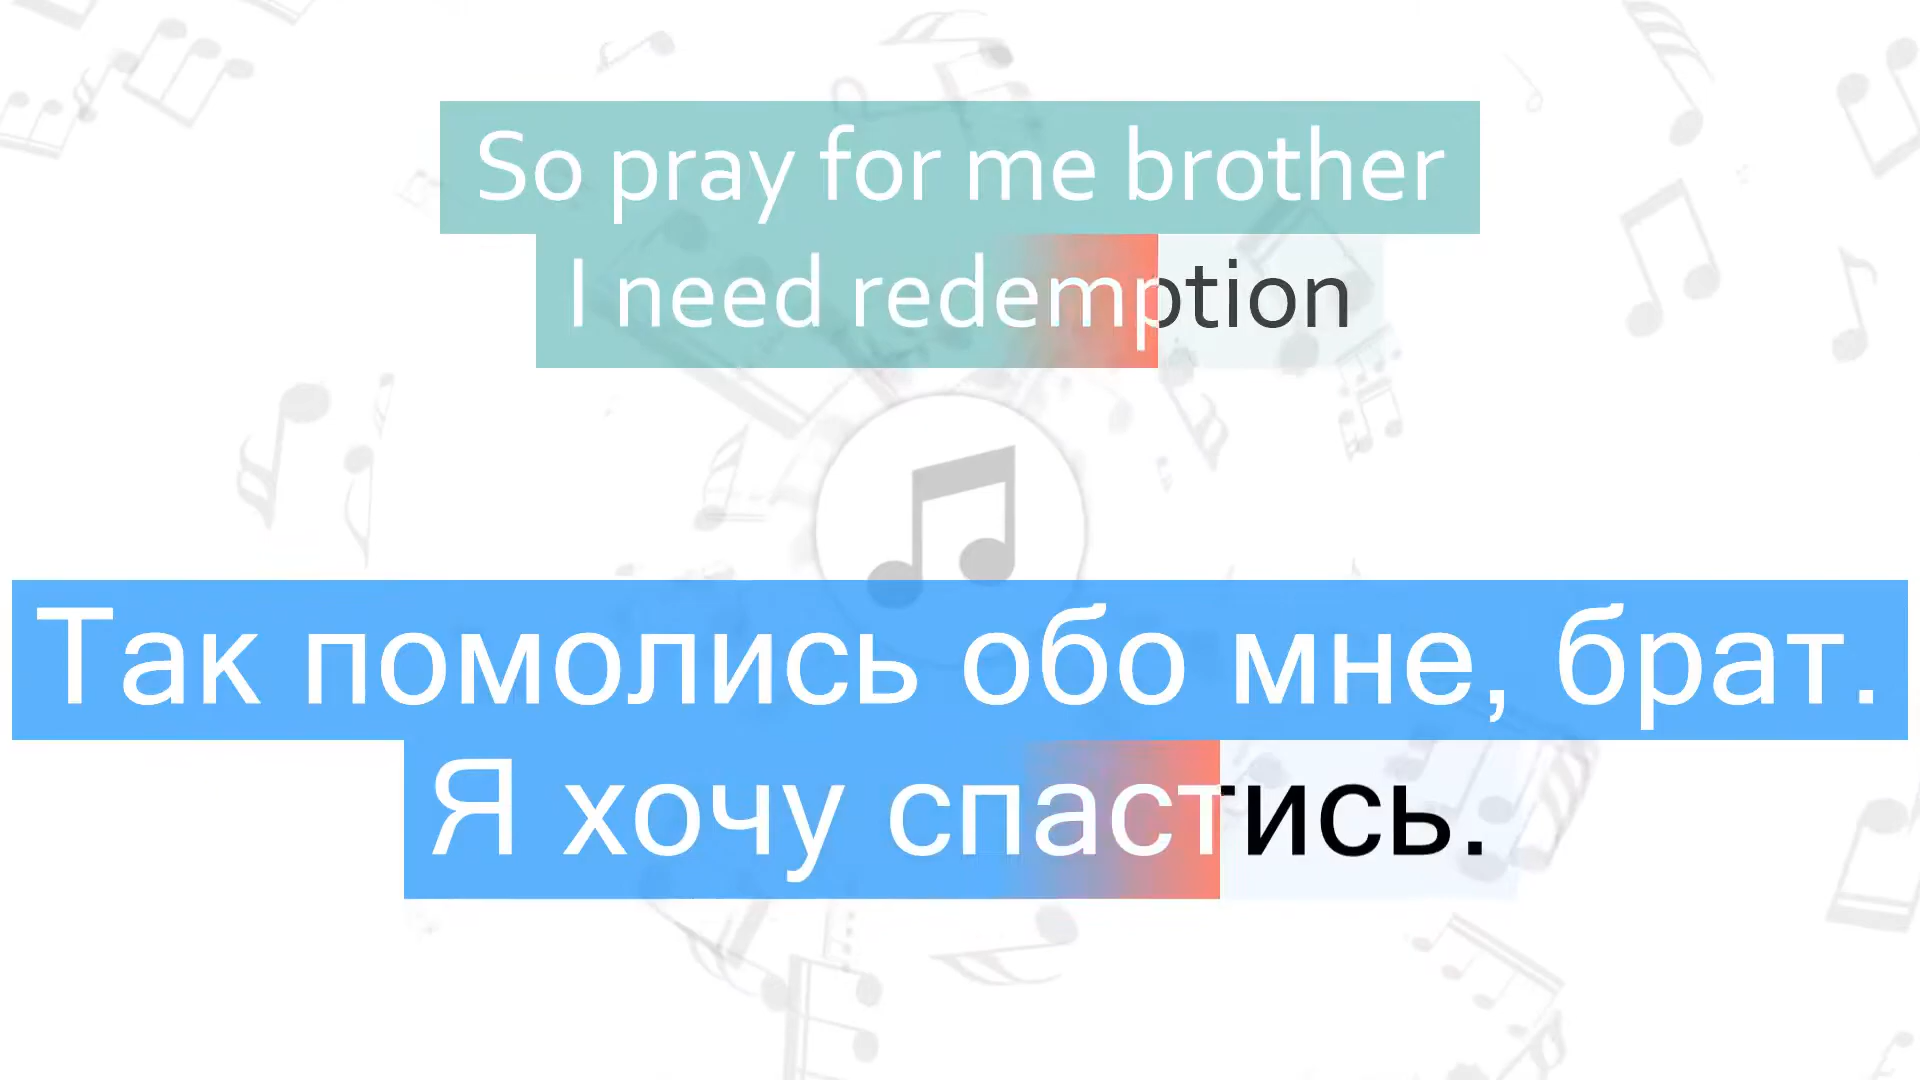 So pray for me brother
I need redemption
Так помолись обо мне, брат.
Я хочу спастись.